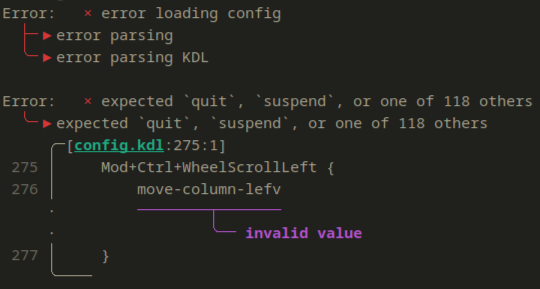 Error:   × error loading config
error parsing
error parsing KDL
Error:   × expected `quit`, `suspend`, or one of 118 others
expected `quit`, `suspend`, or one of 118 others
[config.kdl:275:1]
275     Mod+Ctrl+WheelScrollLeft {
276         move-column-lefv
invalid value
277     }